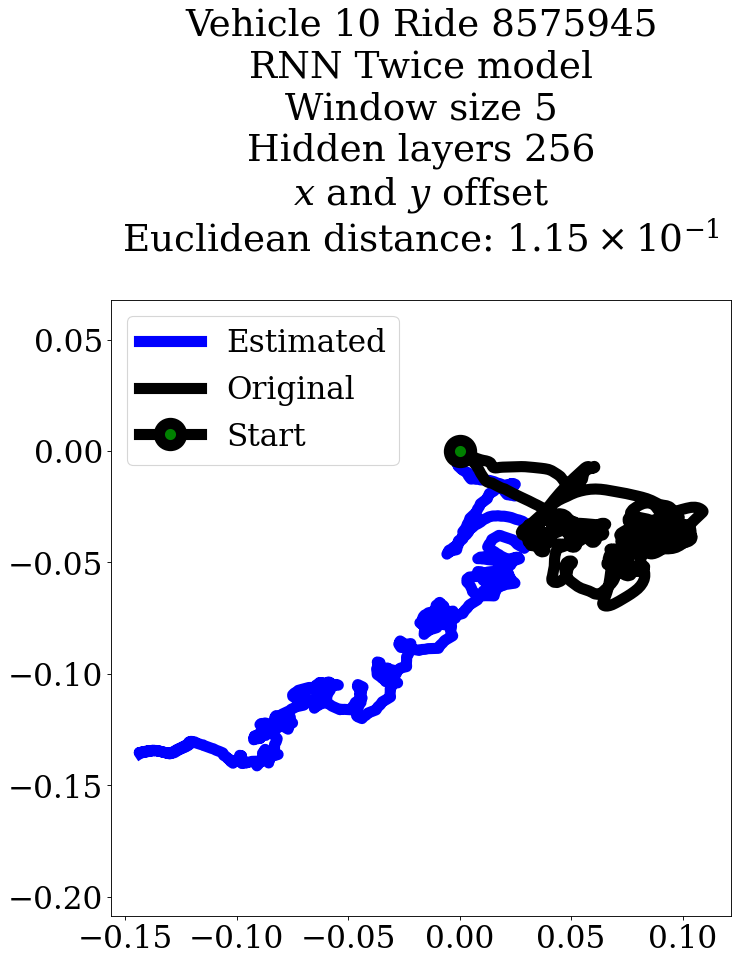 Vehicle 10 Ride 8575945
RNN Twice model
Window size 5
Hidden layers 256
x and y offset
Euclidean distance: 1.15 × 10⁻¹
Estimated
Original
Start
0.05
0.00
−0.05
−0.10
−0.15
−0.20
−0.15 −0.10 −0.05 0.00 0.05 0.10